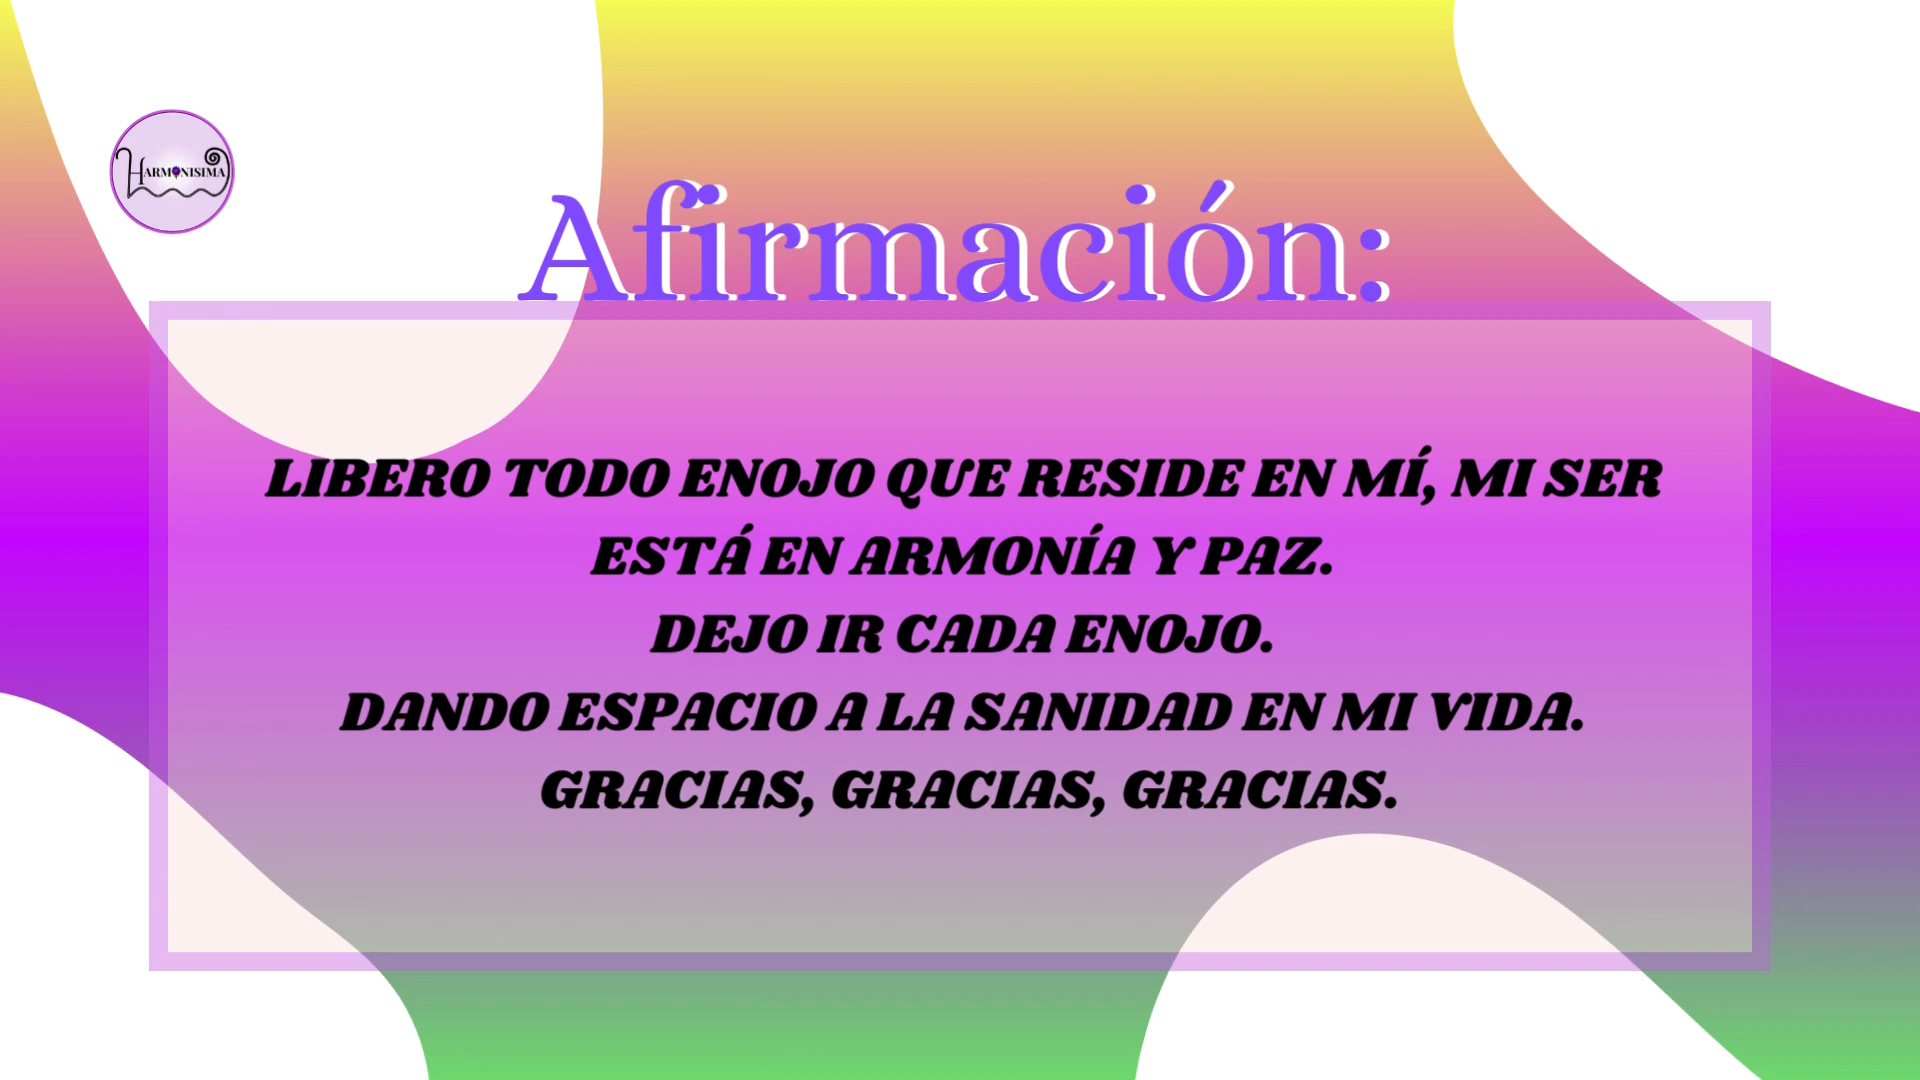 HARMONISIMA
Afirmación:
LIBERO TODO ENOJO QUE RESIDE EN MÍ, MI SER
ESTÁ EN ARMONÍA Y PAZ.
DEJO IR CADA ENOJO.
DANDO ESPACIO A LA SANIDAD EN MI VIDA.
GRACIAS, GRACIAS, GRACIAS.